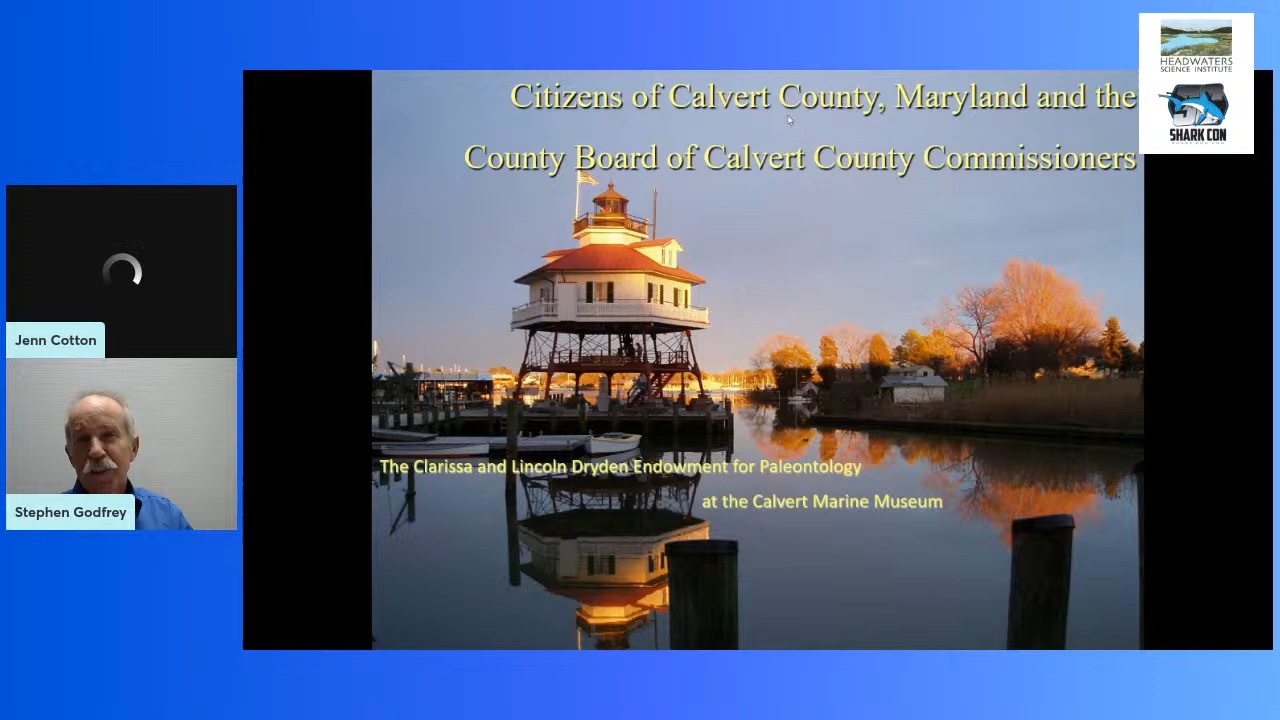 HEADWATERS
SCIENCE INSTITUTE
SHARK CON
Citizens of Calvert County, Maryland and the
County Board of Calvert County Commissioners
Jenn Cotton
The Clarissa and Lincoln Dryden Endowment for Paleontology
at the Calvert Marine Museum
Stephen Godfrey